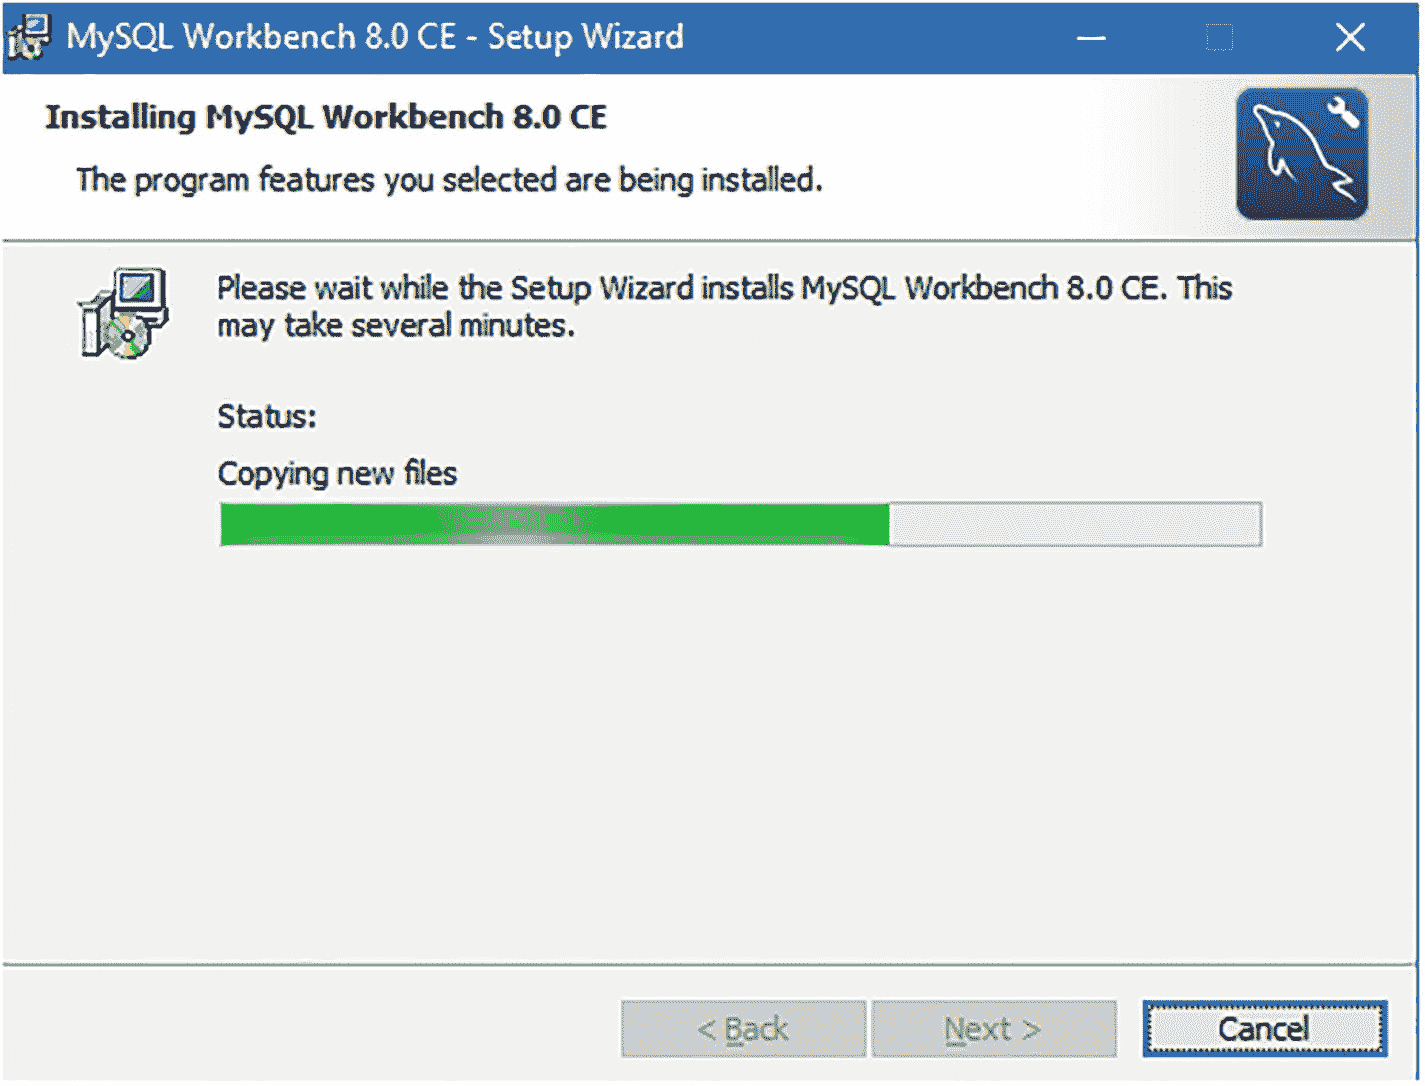 MySQL Workbench 8.0 CE - Setup Wizard
Installing MySQL Workbench 8.0 CE
The program features you selected are being installed.
Please wait while the Setup Wizard installs MySQL Workbench 8.0 CE. This
may take several minutes.
Status:
Copying new files
< Back
Next >
Cancel